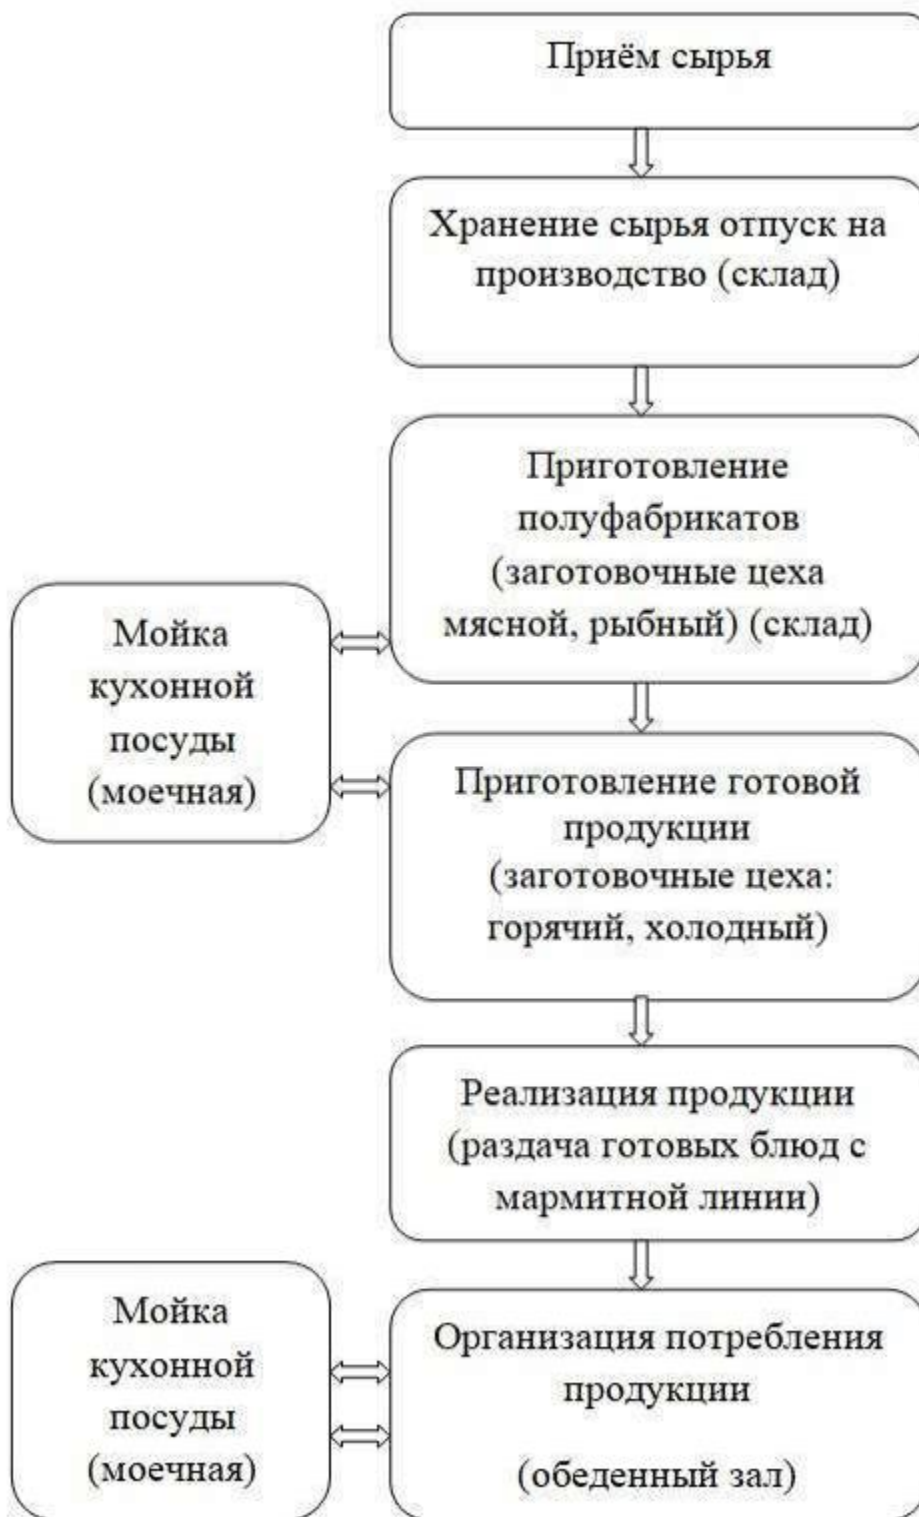 Приём сырья
Хранение сырья отпуск на
производство (склад)
Приготовление
полуфабрикатов
(заготовочные цеха
мясной, рыбный) (склад)
Мойка
кухонной
посуды
(моечная)
Приготовление готовой
продукции
(заготовочные цеха:
горячий, холодный)
Реализация продукции
(раздача готовых блюд с
мармитной линии)
Мойка
кухонной
посуды
(моечная)
Организация потребления
продукции
(обеденный зал)